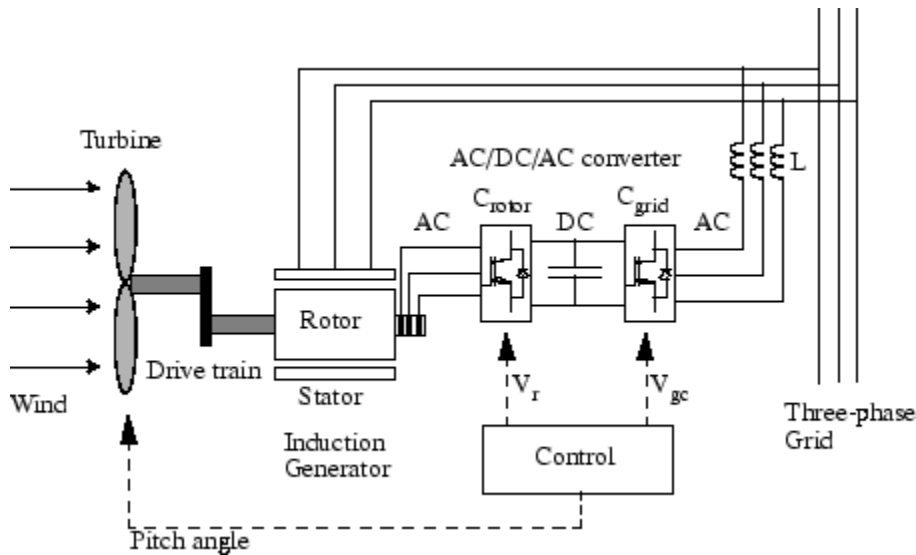 Turbine
AC/DC/AC converter
L
C_rotor
C_grid
AC
DC
AC
Rotor
Drive train
Stator
Wind
V_r
V_gc
Three-phase
Grid
Induction
Generator
Control
Pitch angle